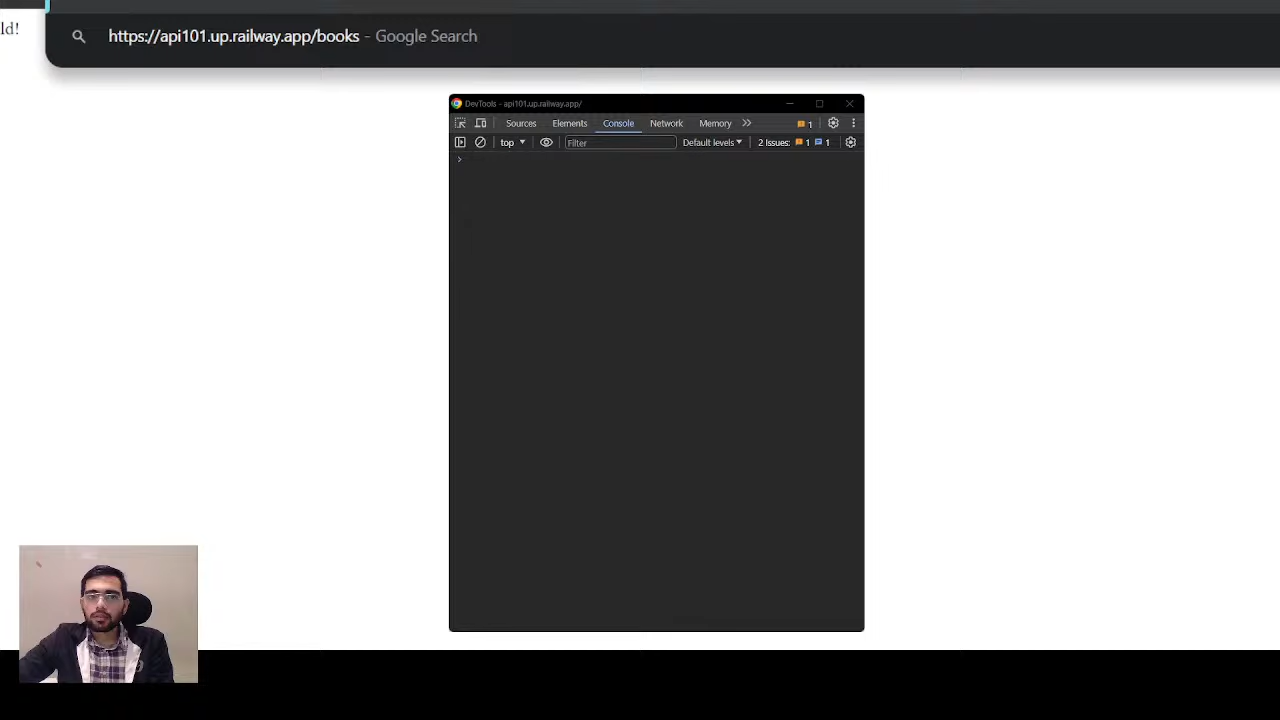 ld!
https://api101.up.railway.app/books - Google Search
DevTools - api101.up.railway.app/
Sources Elements Console Network Memory 1
top Filter Default levels 2 Issues: 1 1